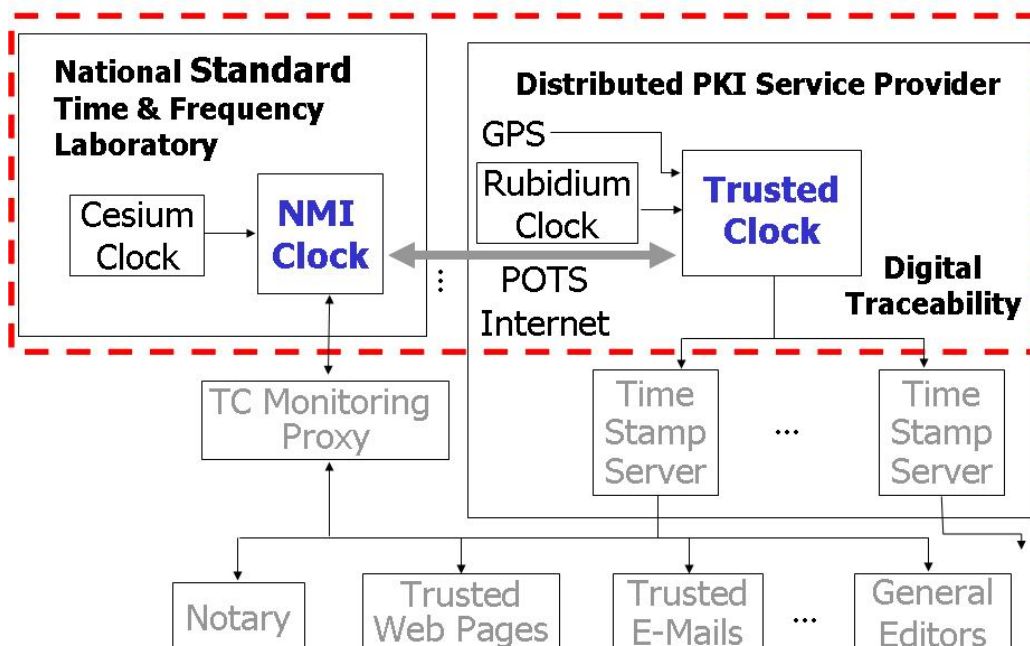 National Standard
Time & Frequency
Laboratory
Cesium
Clock
NMI
Clock
Distributed PKI Service Provider
GPS
Rubidium
Clock
Trusted
Clock
...
POTS
Internet
Digital
Traceability
TC Monitoring
Proxy
Time
Stamp
Server
...
Time
Stamp
Server
Notary
Trusted
Web Pages
Trusted
E-Mails
...
General
Editors